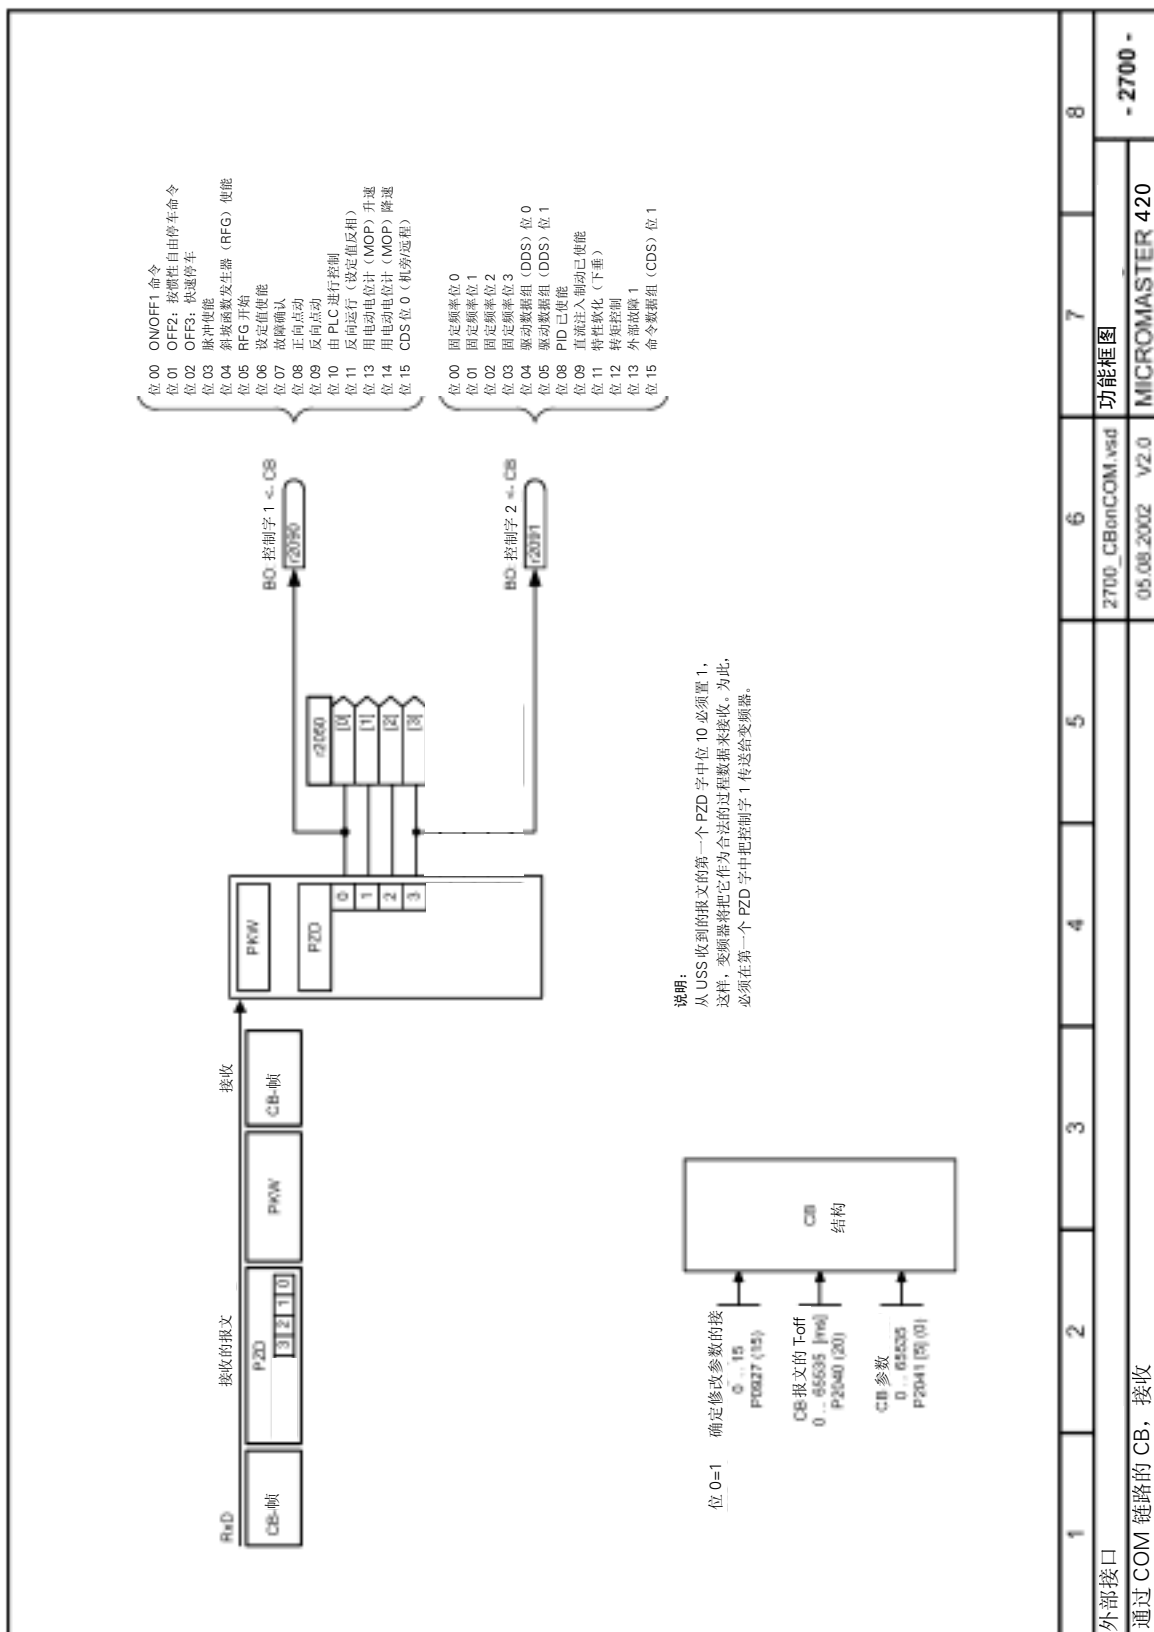 RxD
接收的报文
接收
CB-帧
PZD
3 2 1 0
PKW
CB-帧
PKW
PZD
0
1
2
3
r2050
[0]
[1]
[2]
[3]
BO: 控制字 1 <- CB
r2090
位 00 ON/OFF1 命令
位 01 OFF2：按惯性自由停车命令
位 02 OFF3：快速停车
位 03 脉冲使能
位 04 斜坡函数发生器（RFG）使能
位 05 RFG 开始
位 06 设定值使能
位 07 故障确认
位 08 正向点动
位 09 反向点动
位 10 由 PLC 进行控制
位 11 反向运行（设定值反相）
位 13 用电动电位计（MOP）升速
位 14 用电动电位计（MOP）降速
位 15 CDS 位 0（机旁/远程）
BO: 控制字 2 <- CB
r2091
位 00 固定频率位 0
位 01 固定频率位 1
位 02 固定频率位 2
位 03 固定频率位 3
位 04 驱动数据组（DDS）位 0
位 05 驱动数据组（DDS）位 1
位 08 PID 已使能
位 09 直流注入制动已使能
位 11 特性软化（下垂）
位 12 转矩控制
位 13 外部故障 1
位 15 命令数据组（CDS）位 1
说明：
从 USS 收到的报文的第一个 PZD 字中位 10 必须置 1，
这样，变频器将把它作为合法的过程数据来接收。为此，
必须在第一个 PZD 字中把控制字 1 传送给变频器。
位 0=1 确定修改参数的接
0 .. 15
P0927 (15)
CB 报文的 T-off
0 .. 65535 [ms]
P2040 (20)
CB 参数
0 .. 65535
P2041 [5] (0)
CB
结构
1 2 3 4 5 6 7 8
外部接口
2700_CBonCOM.vsd
功能框图
- 2700 -
通过 COM 链路的 CB，接收
05.08.2002 V2.0
MICROMASTER 420